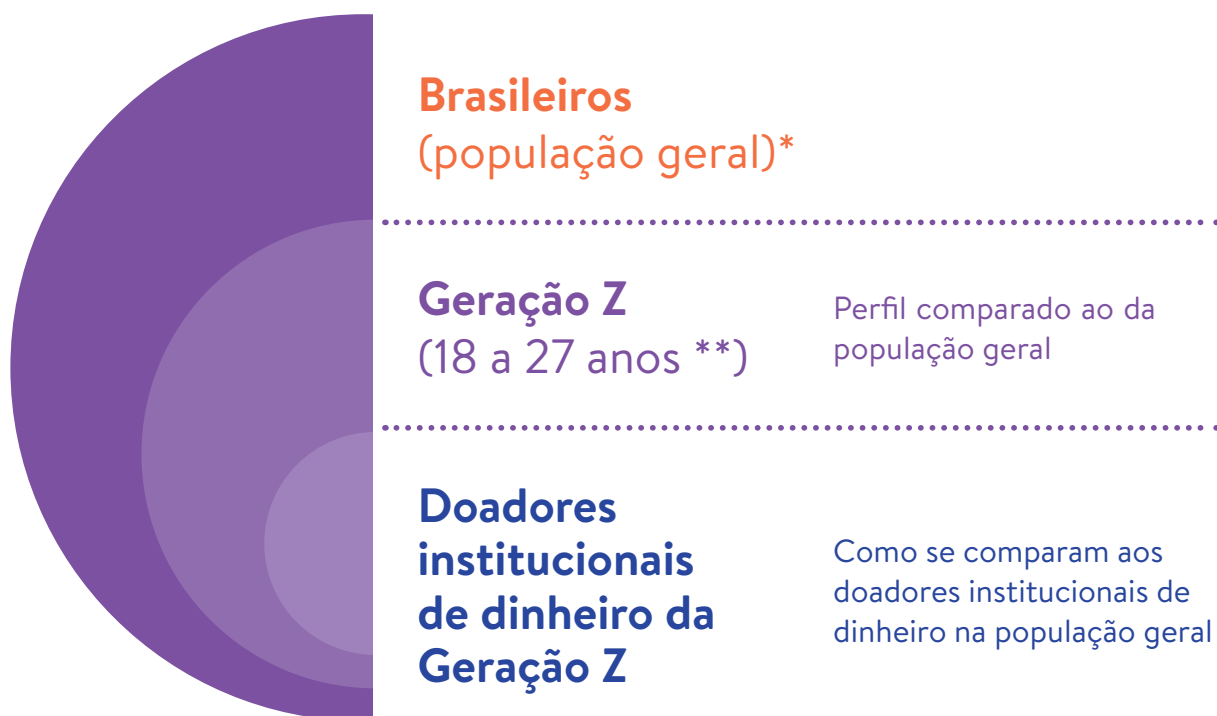 Brasileiros
(população geral)*
Geração Z
(18 a 27 anos **)
Perfil comparado ao da
população geral
Doadores
institucionais
de dinheiro da
Geração Z
Como se comparam aos
doadores institucionais de
dinheiro na população geral